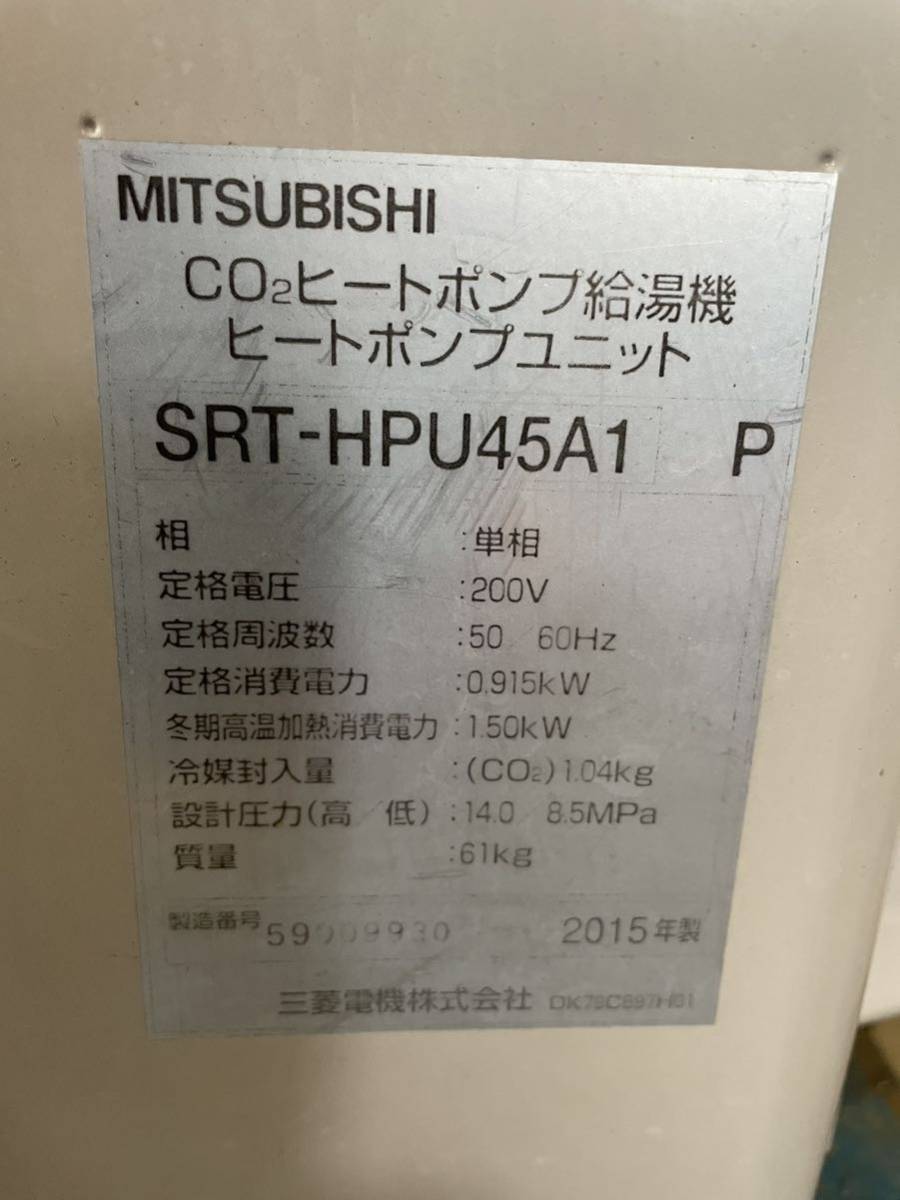 MITSUBISHI
CO₂ヒートポンプ給湯機
ヒートポンプユニット
SRT-HPU45A1 P
相 :単相
定格電圧 :200V
定格周波数 :50 60Hz
定格消費電力 :0.915kW
冬期高温加熱消費電力 :1.50kW
冷媒封入量 :(CO₂)1.04kg
設計圧力(高 低) :14.0 8.5MPa
質量 :61kg
製造番号 2015年製
三菱電機株式会社